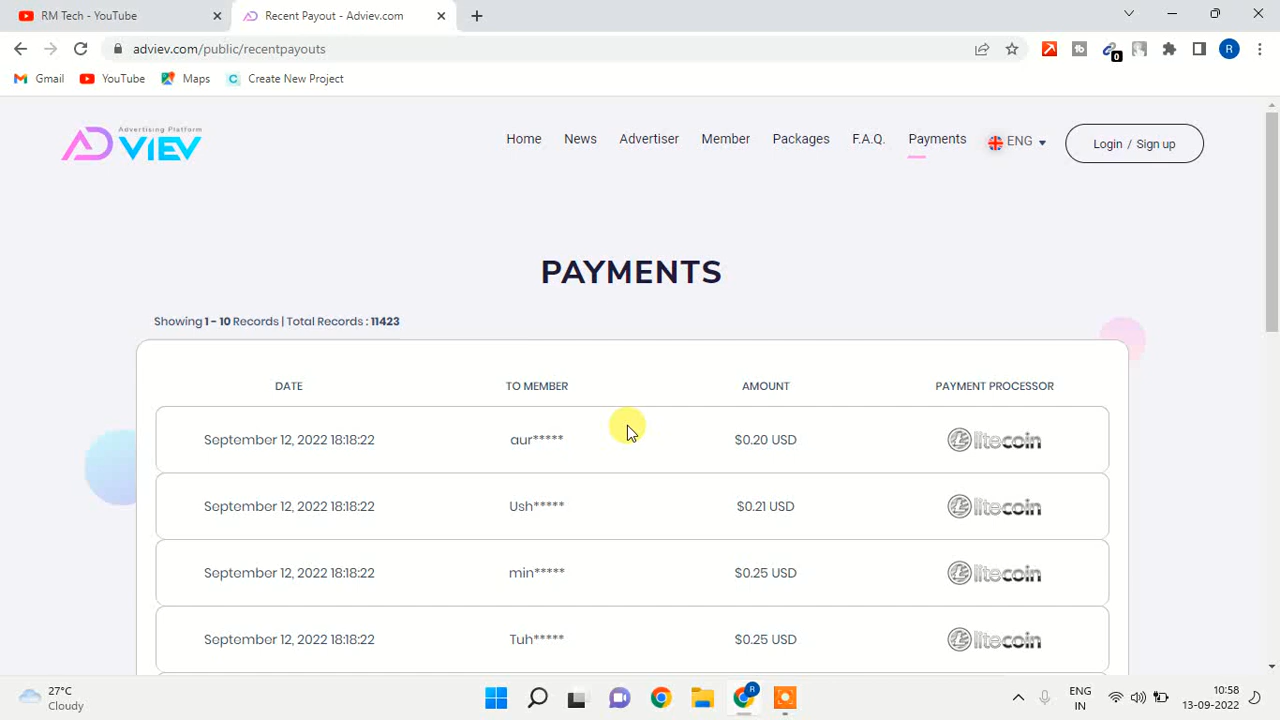 RM Tech - YouTube
Recent Payout - Adviev.com
adviev.com/public/recentpayouts
0
R
Gmail
YouTube
Maps
C
Create New Project
Advertising Platform
AD VIEV
Home
News
Advertiser
Member
Packages
F.A.Q.
Payments
ENG
Login / Sign up
PAYMENTS
Showing 1 - 10 Records | Total Records : 11423
DATE
TO MEMBER
AMOUNT
PAYMENT PROCESSOR
September 12, 2022 18:18:22
aur*****
$0.20 USD
litecoin
September 12, 2022 18:18:22
Ush*****
$0.21 USD
litecoin
September 12, 2022 18:18:22
min*****
$0.25 USD
litecoin
September 12, 2022 18:18:22
Tuh*****
$0.25 USD
litecoin
27°C
Cloudy
R
ENG
IN
10:58
13-09-2022